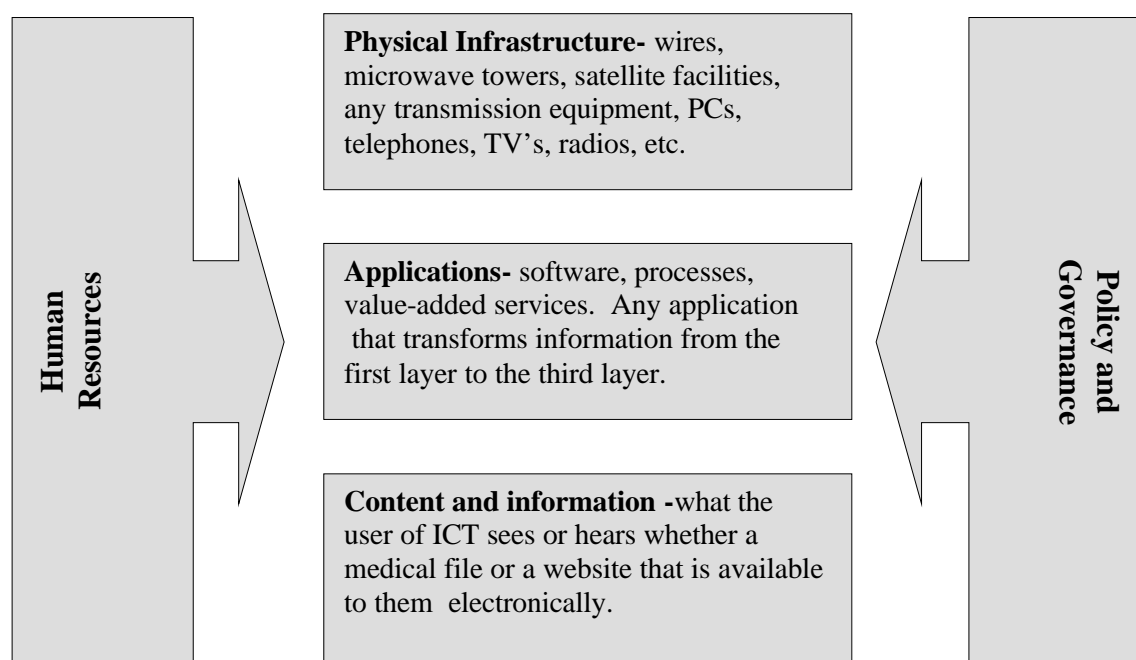 Human
Resources
Physical Infrastructure- wires,
microwave towers, satellite facilities,
any transmission equipment, PCs,
telephones, TV’s, radios, etc.
Applications- software, processes,
value-added services.  Any application
that transforms information from the
first layer to the third layer.
Content and information -what the
user of ICT sees or hears whether a
medical file or a website that is available
to them  electronically.
Policy and
Governance